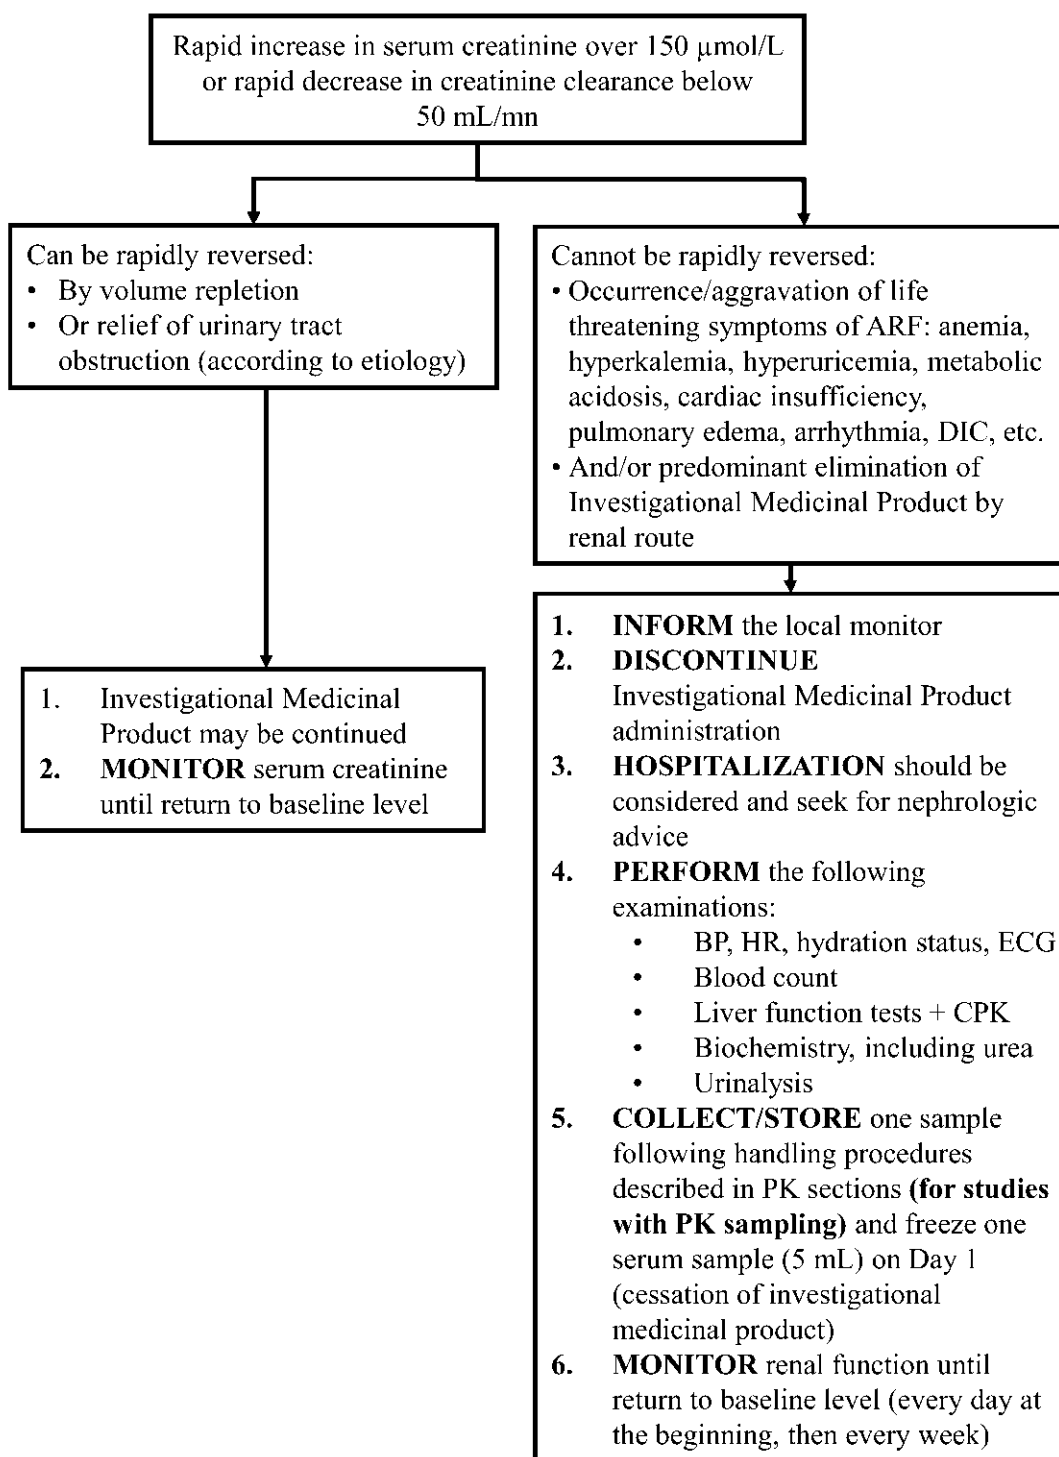 Rapid increase in serum creatinine over 150 µmol/L
or rapid decrease in creatinine clearance below
50 mL/mn
Can be rapidly reversed:
• By volume repletion
• Or relief of urinary tract
obstruction (according to etiology)
1. Investigational Medicinal
Product may be continued
2. MONITOR serum creatinine
until return to baseline level
Cannot be rapidly reversed:
• Occurrence/aggravation of life
threatening symptoms of ARF: anemia,
hyperkalemia, hyperuricemia, metabolic
acidosis, cardiac insufficiency,
pulmonary edema, arrhythmia, DIC, etc.
• And/or predominant elimination of
Investigational Medicinal Product by
renal route
1. INFORM the local monitor
2. DISCONTINUE
Investigational Medicinal Product
administration
3. HOSPITALIZATION should be
considered and seek for nephrologic
advice
4. PERFORM the following
examinations:
• BP, HR, hydration status, ECG
• Blood count
• Liver function tests + CPK
• Biochemistry, including urea
• Urinalysis
5. COLLECT/STORE one sample
following handling procedures
described in PK sections (for studies
with PK sampling) and freeze one
serum sample (5 mL) on Day 1
(cessation of investigational
medicinal product)
6. MONITOR renal function until
return to baseline level (every day at
the beginning, then every week)